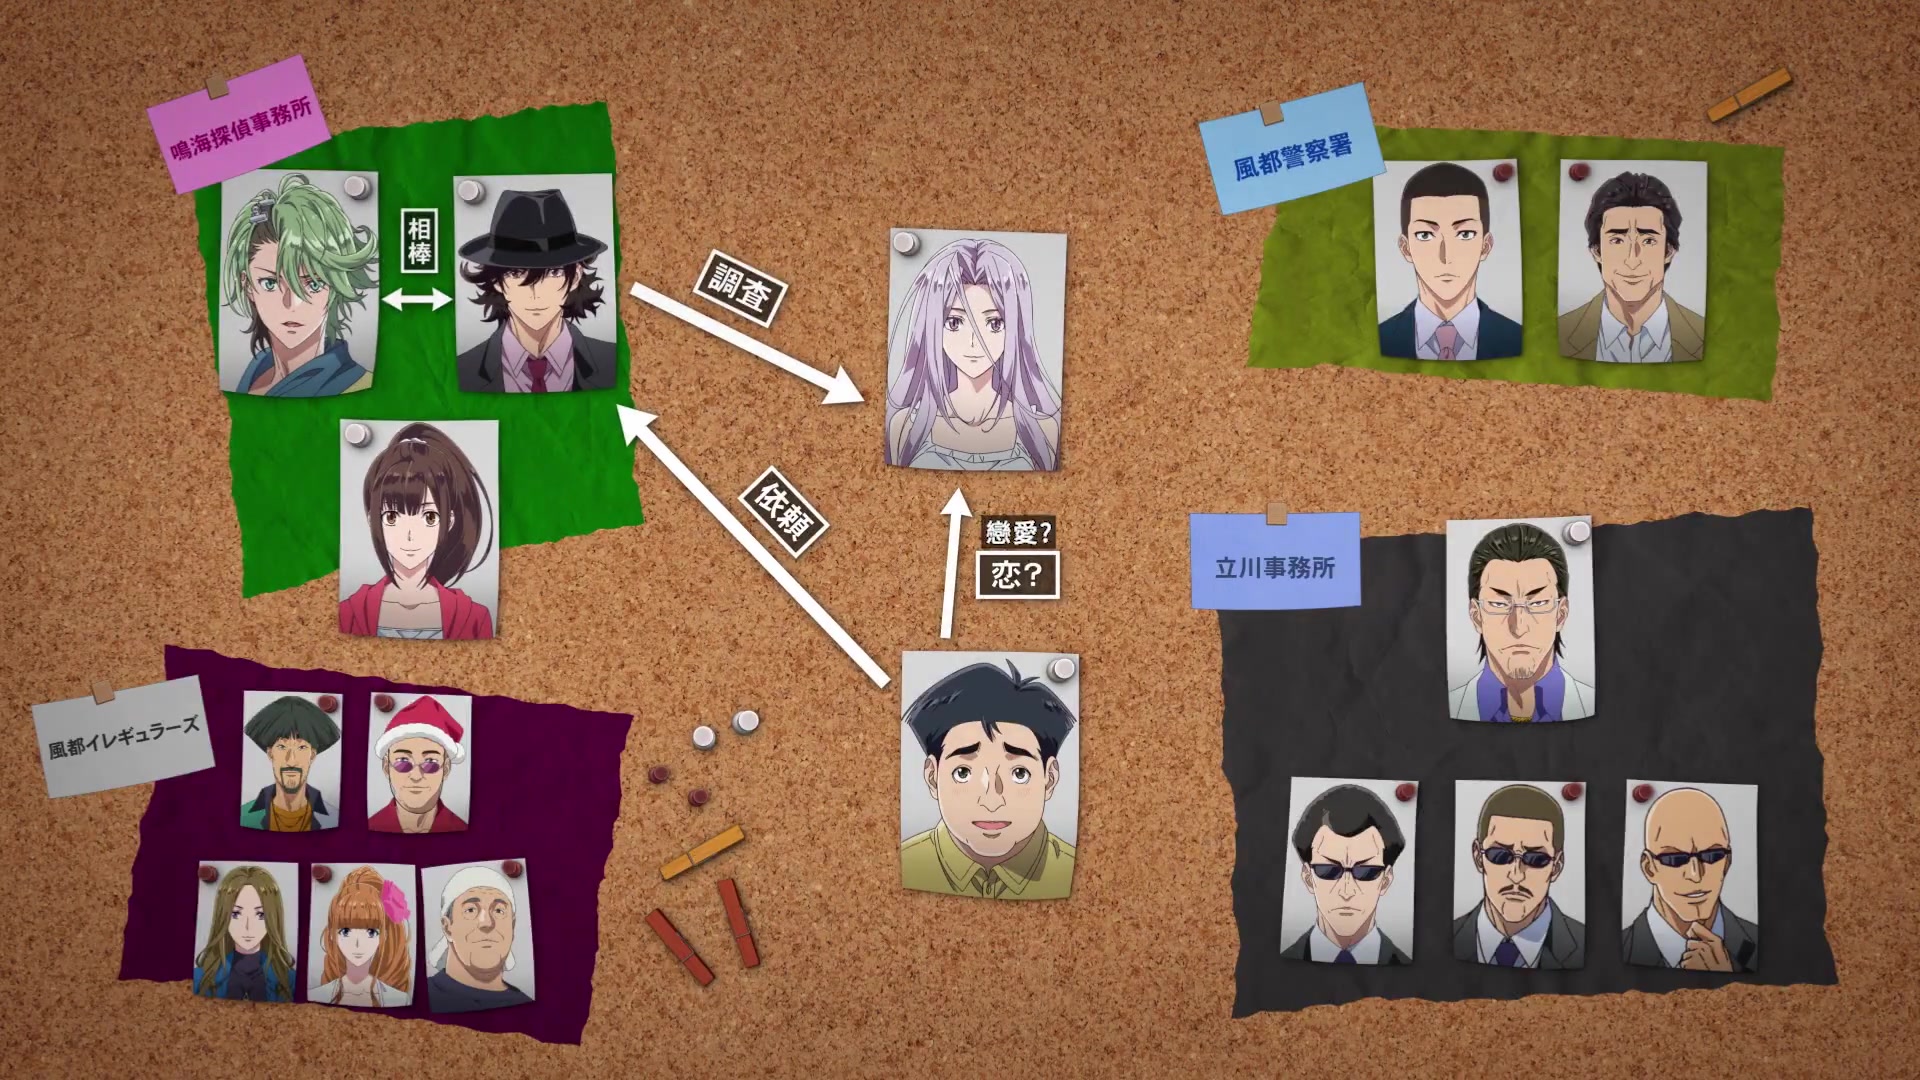 鳴海探偵事務所
相棒
調査
風都警察署
依頼
戀愛?
恋?
立川事務所
風都イレギュラーズ